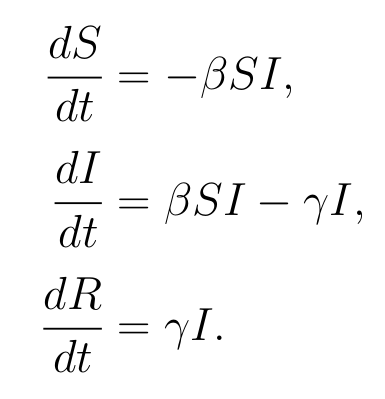 dS/dt = −βSI,
dI/dt = βSI − γI,
dR/dt = γI.